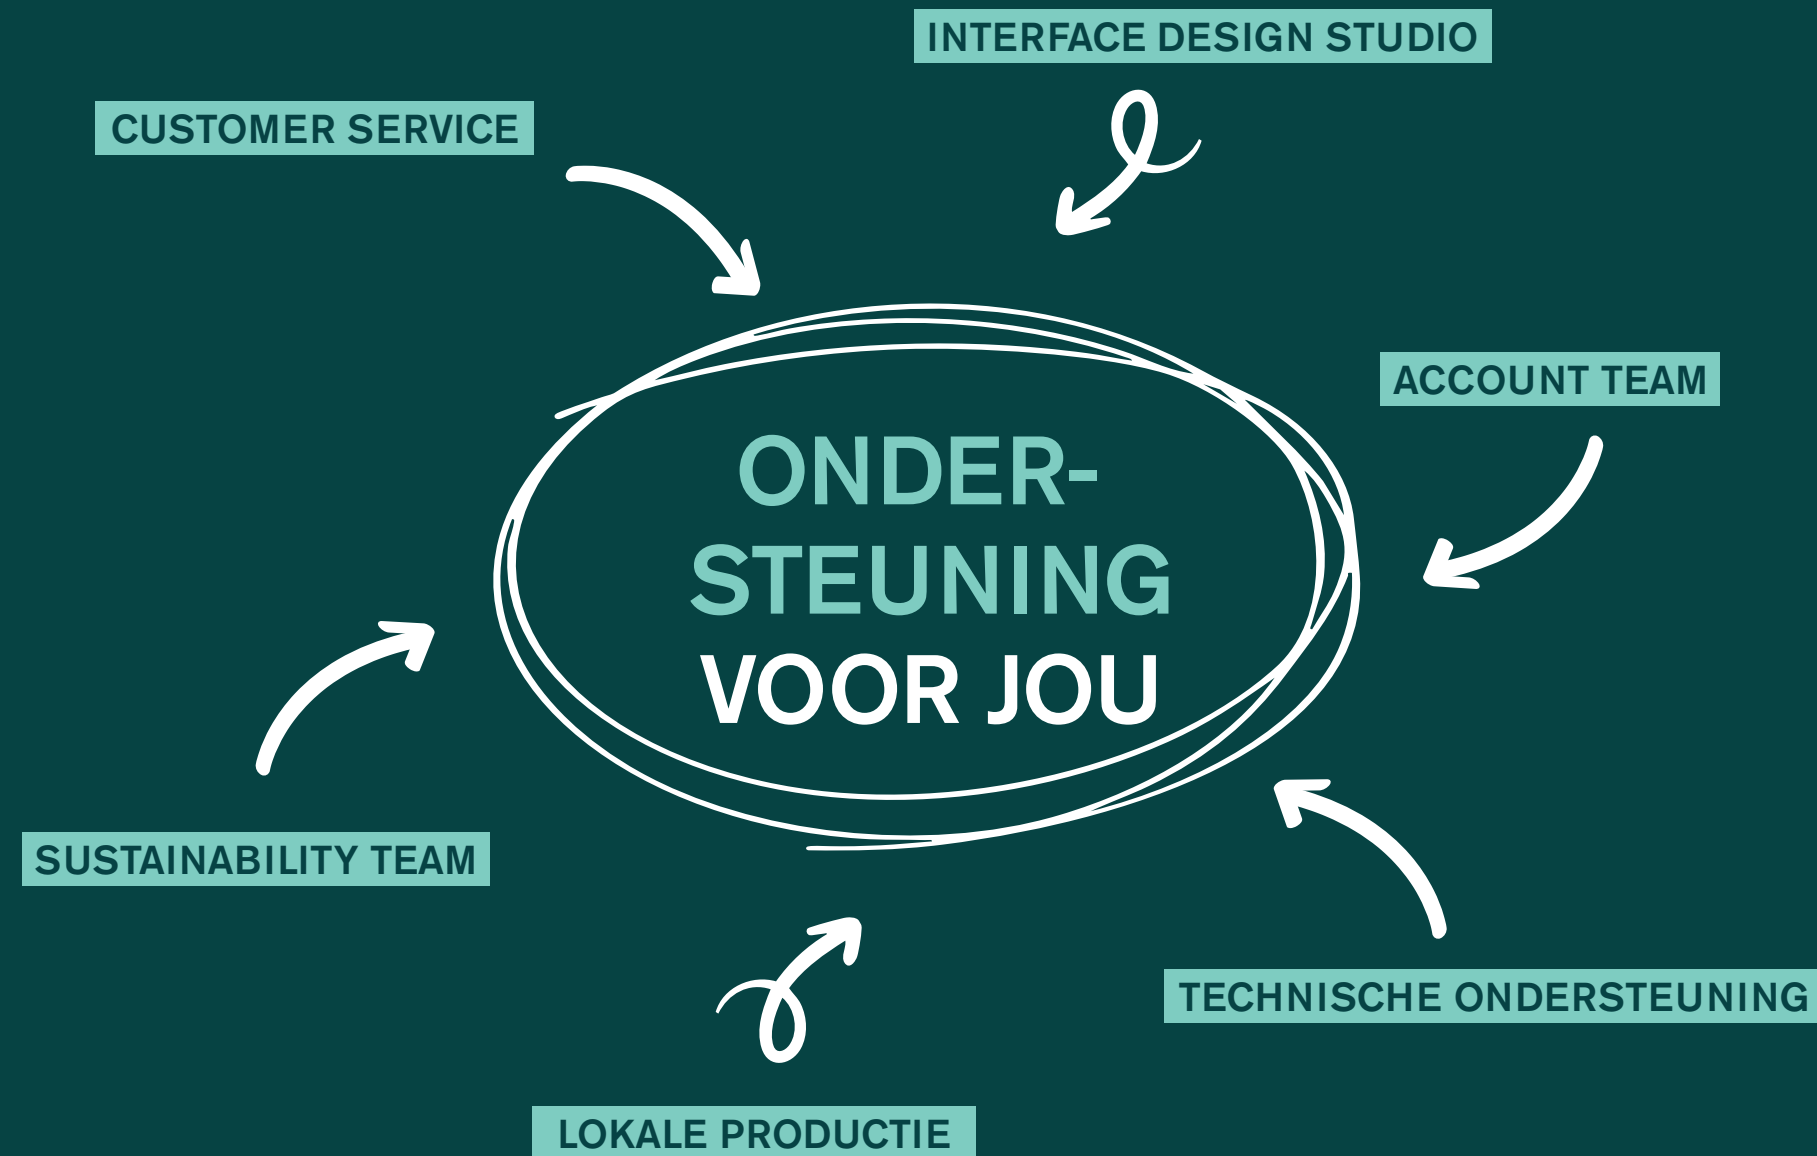 INTERFACE DESIGN STUDIO
CUSTOMER SERVICE
ACCOUNT TEAM
ONDER-
STEUNING
VOOR JOU
SUSTAINABILITY TEAM
TECHNISCHE ONDERSTEUNING
LOKALE PRODUCTIE